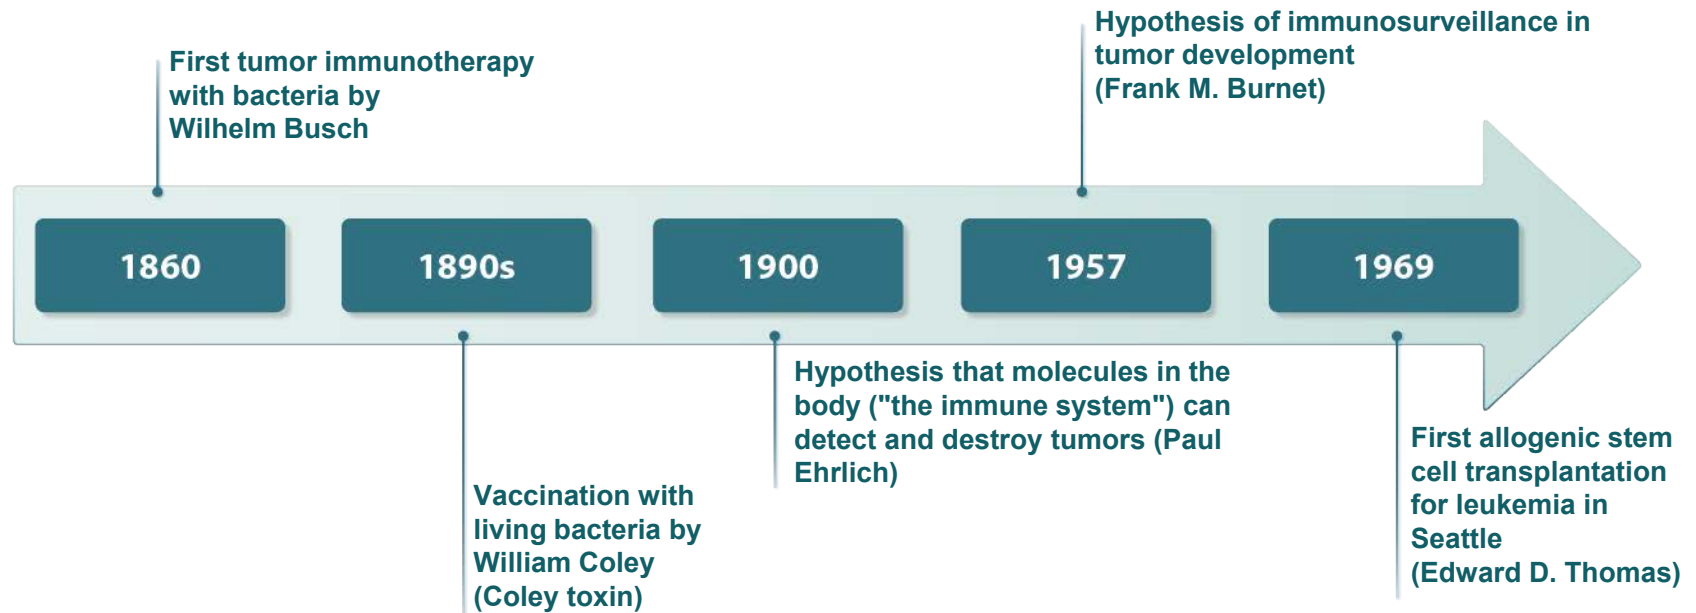 Hypothesis of immunosurveillance in
tumor development
(Frank M. Burnet)
First tumor immunotherapy
with bacteria by
Wilhelm Busch
1860
1890s
1900
1957
1969
Hypothesis that molecules in the
body ("the immune system") can
detect and destroy tumors (Paul
Ehrlich)
First allogenic stem
cell transplantation
for leukemia in
Seattle
(Edward D. Thomas)
Vaccination with
living bacteria by
William Coley
(Coley toxin)